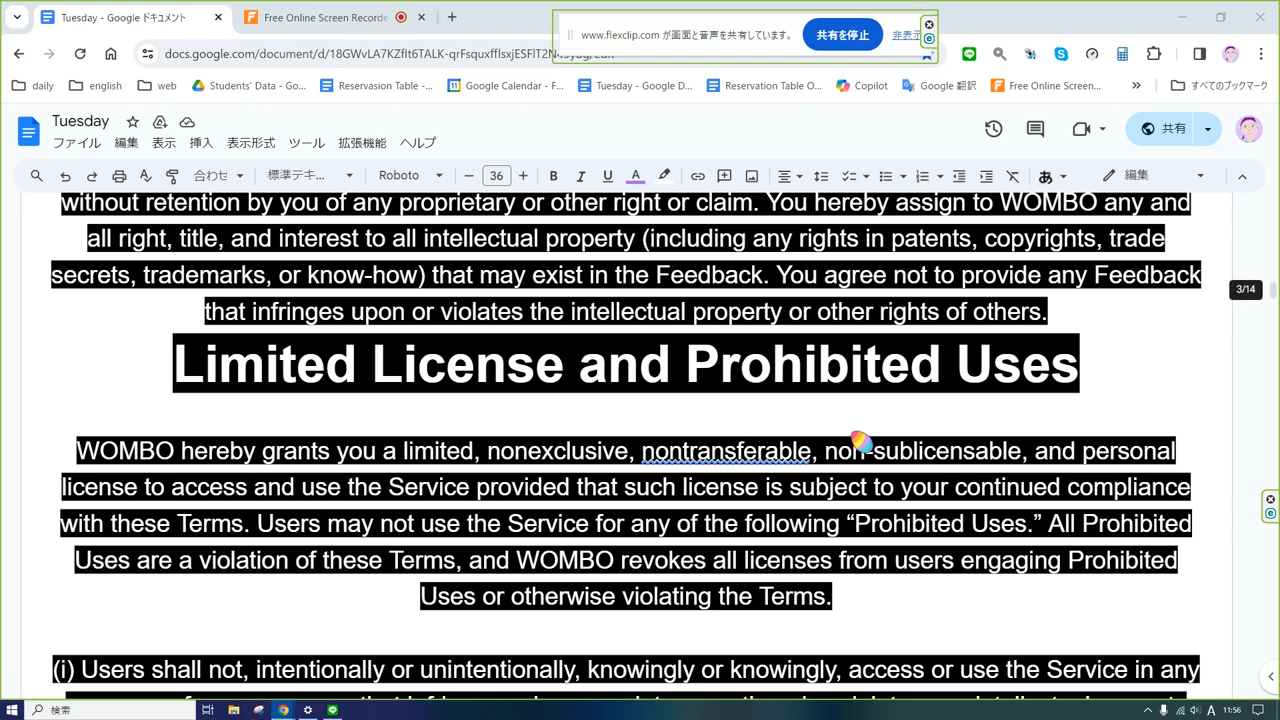 Tuesday - Google ドキュメント
Free Online Screen Recorde
www.flexclip.com が画面と音声を共有しています。
共有を停止
非表示
docs.google.com/document/d/
daily
english
web
Students' Data - Go...
Reservasion Table -...
Google Calendar - F...
Tuesday - Google D...
Reservation Table O...
Copilot
Google 翻訳
Free Online Screen...
»
すべてのブックマーク
Tuesday
共有
ファイル 編集 表示 挿入 表示形式 ツール 拡張機能 ヘルプ
合わせ 標準テキ... Roboto 36 B I U A あ 編集
without retention by you of any proprietary or other right or claim. You hereby assign to WOMBO any and
all right, title, and interest to all intellectual property (including any rights in patents, copyrights, trade
secrets, trademarks, or know-how) that may exist in the Feedback. You agree not to provide any Feedback
that infringes upon or violates the intellectual property or other rights of others.
3/14
Limited License and Prohibited Uses
WOMBO hereby grants you a limited, nonexclusive, nontransferable, non-sublicensable, and personal
license to access and use the Service provided that such license is subject to your continued compliance
with these Terms. Users may not use the Service for any of the following “Prohibited Uses.” All Prohibited
Uses are a violation of these Terms, and WOMBO revokes all licenses from users engaging Prohibited
Uses or otherwise violating the Terms.
(i) Users shall not, intentionally or unintentionally, knowingly or knowingly, access or use the Service in any
検索
A 11:56